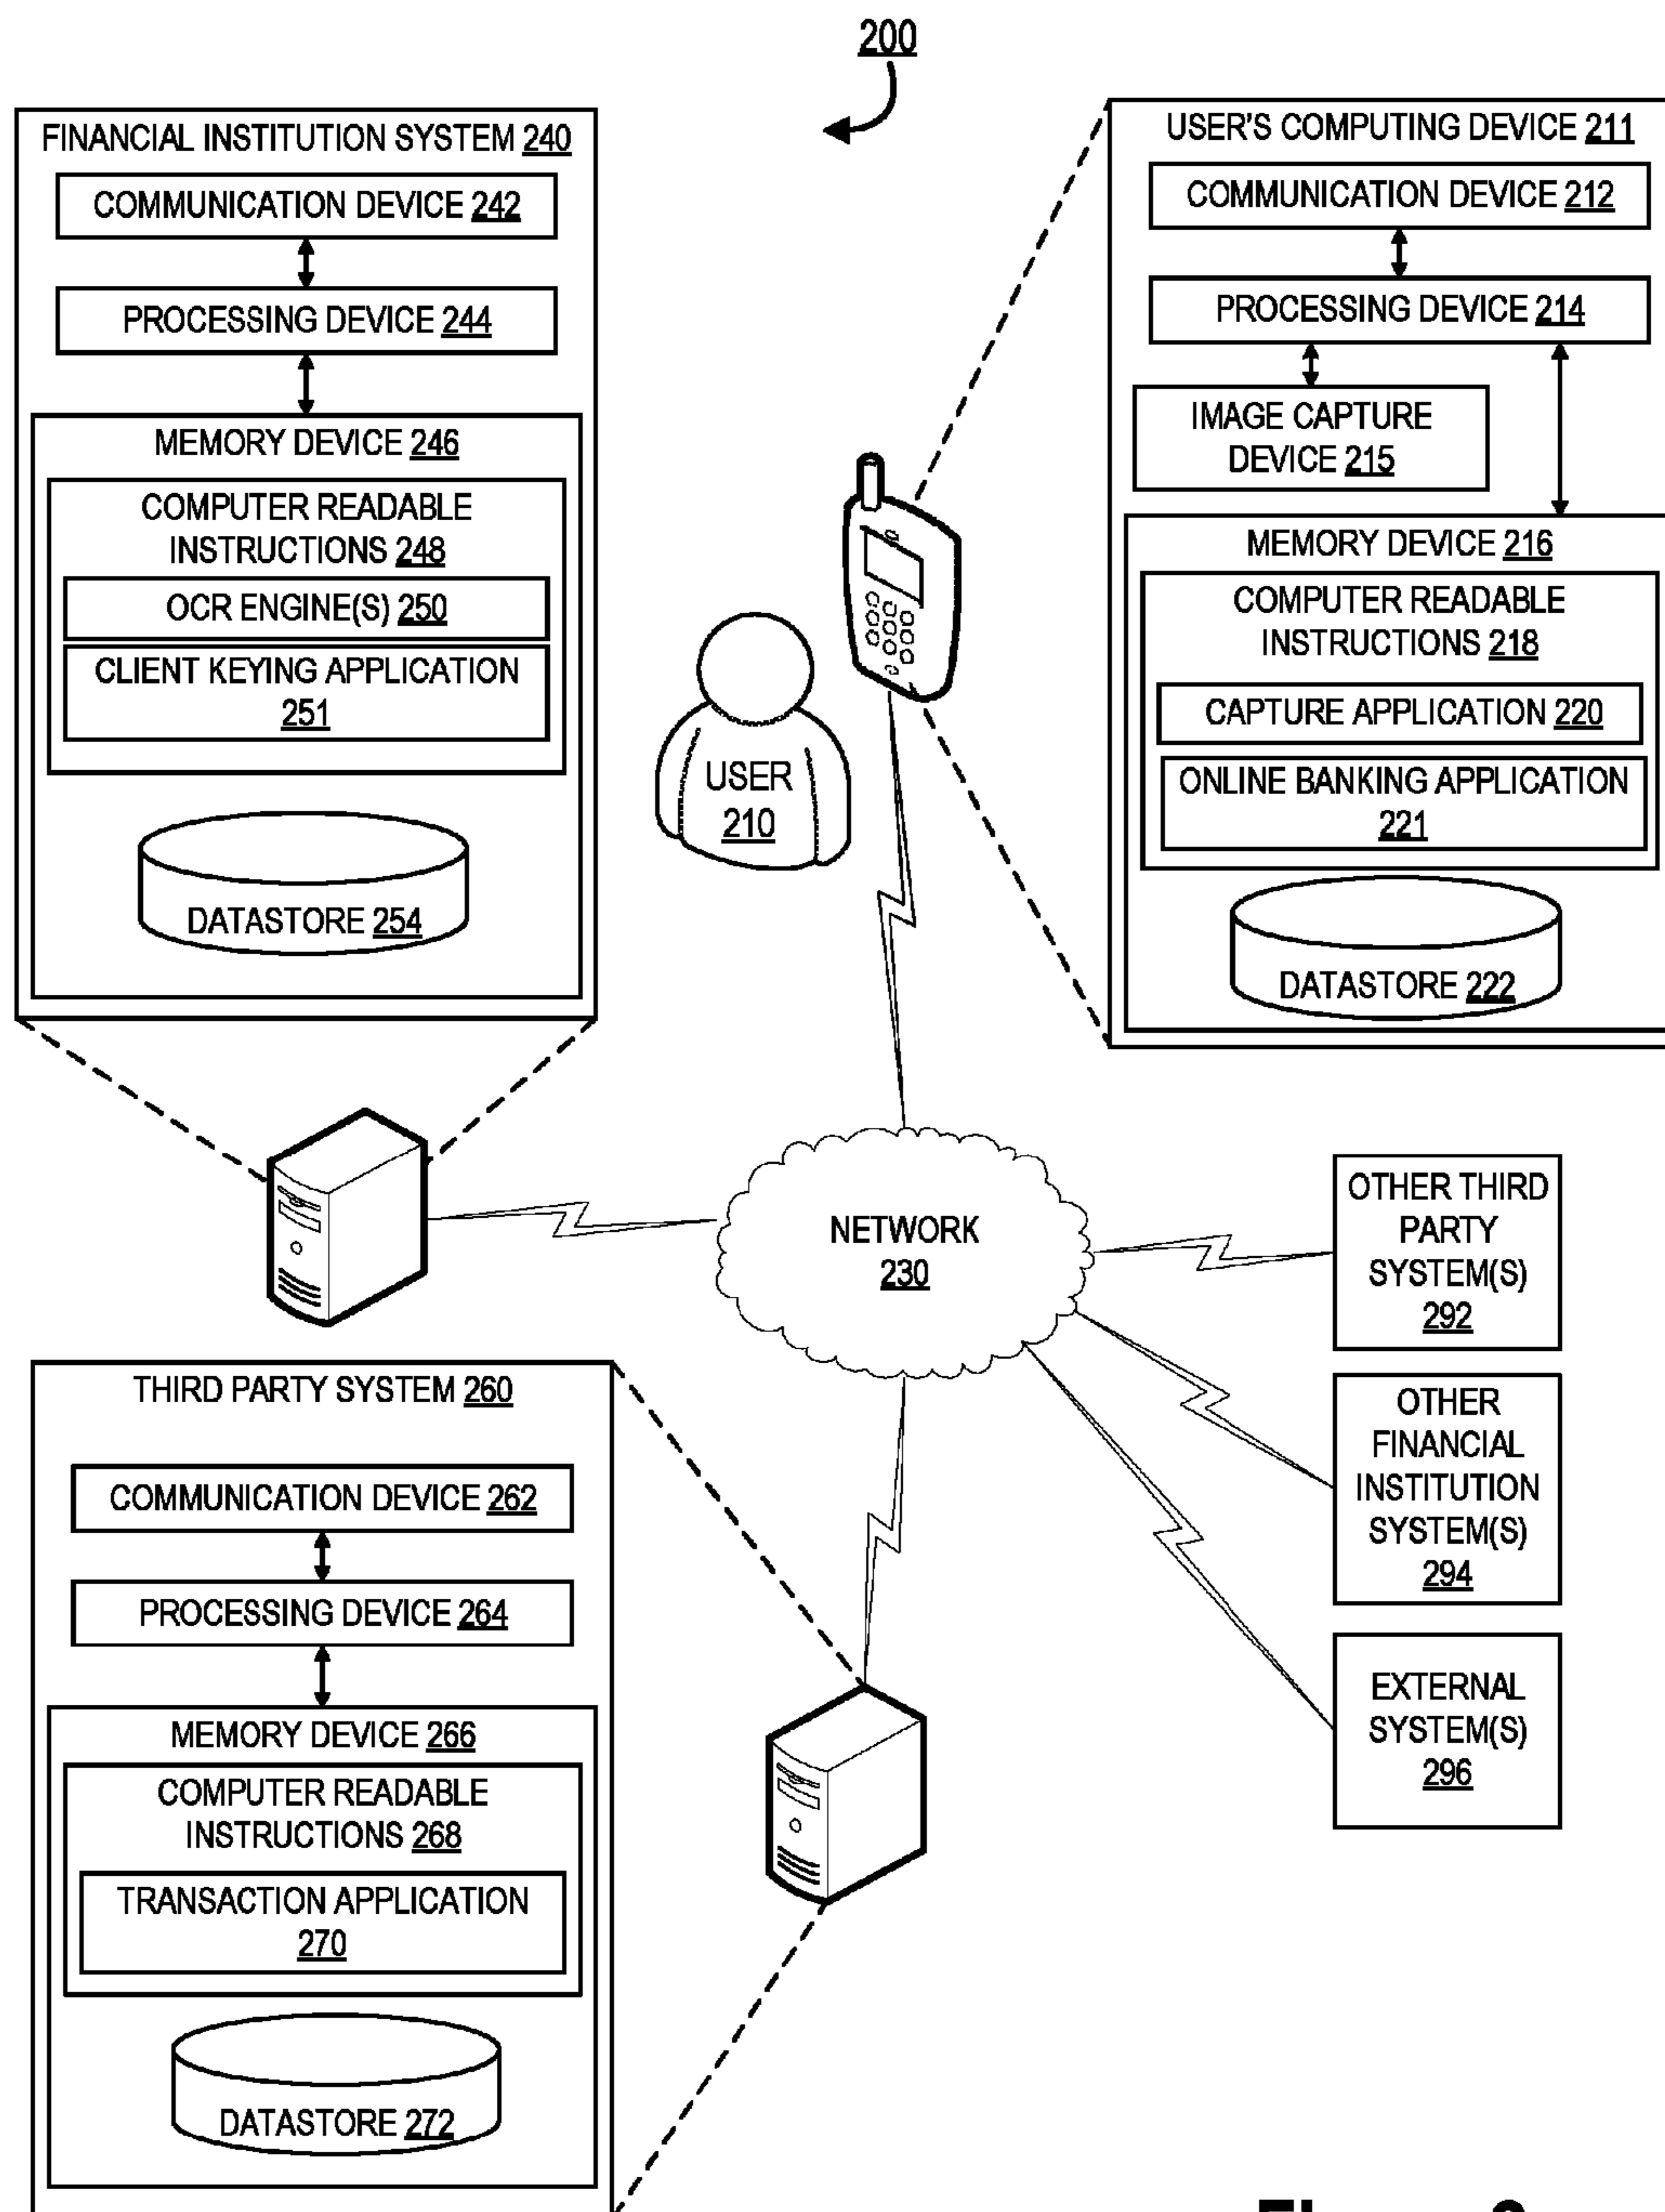 200
FINANCIAL INSTITUTION SYSTEM 240
COMMUNICATION DEVICE 242
PROCESSING DEVICE 244
MEMORY DEVICE 246
COMPUTER READABLE
INSTRUCTIONS 248
OCR ENGINE(S) 250
CLIENT KEYING APPLICATION
251
DATASTORE 254
USER'S COMPUTING DEVICE 211
COMMUNICATION DEVICE 212
PROCESSING DEVICE 214
IMAGE CAPTURE
DEVICE 215
MEMORY DEVICE 216
COMPUTER READABLE
INSTRUCTIONS 218
CAPTURE APPLICATION 220
ONLINE BANKING APPLICATION
221
DATASTORE 222
USER
210
NETWORK
230
OTHER THIRD
PARTY
SYSTEM(S)
292
OTHER
FINANCIAL
INSTITUTION
SYSTEM(S)
294
EXTERNAL
SYSTEM(S)
296
THIRD PARTY SYSTEM 260
COMMUNICATION DEVICE 262
PROCESSING DEVICE 264
MEMORY DEVICE 266
COMPUTER READABLE
INSTRUCTIONS 268
TRANSACTION APPLICATION
270
DATASTORE 272